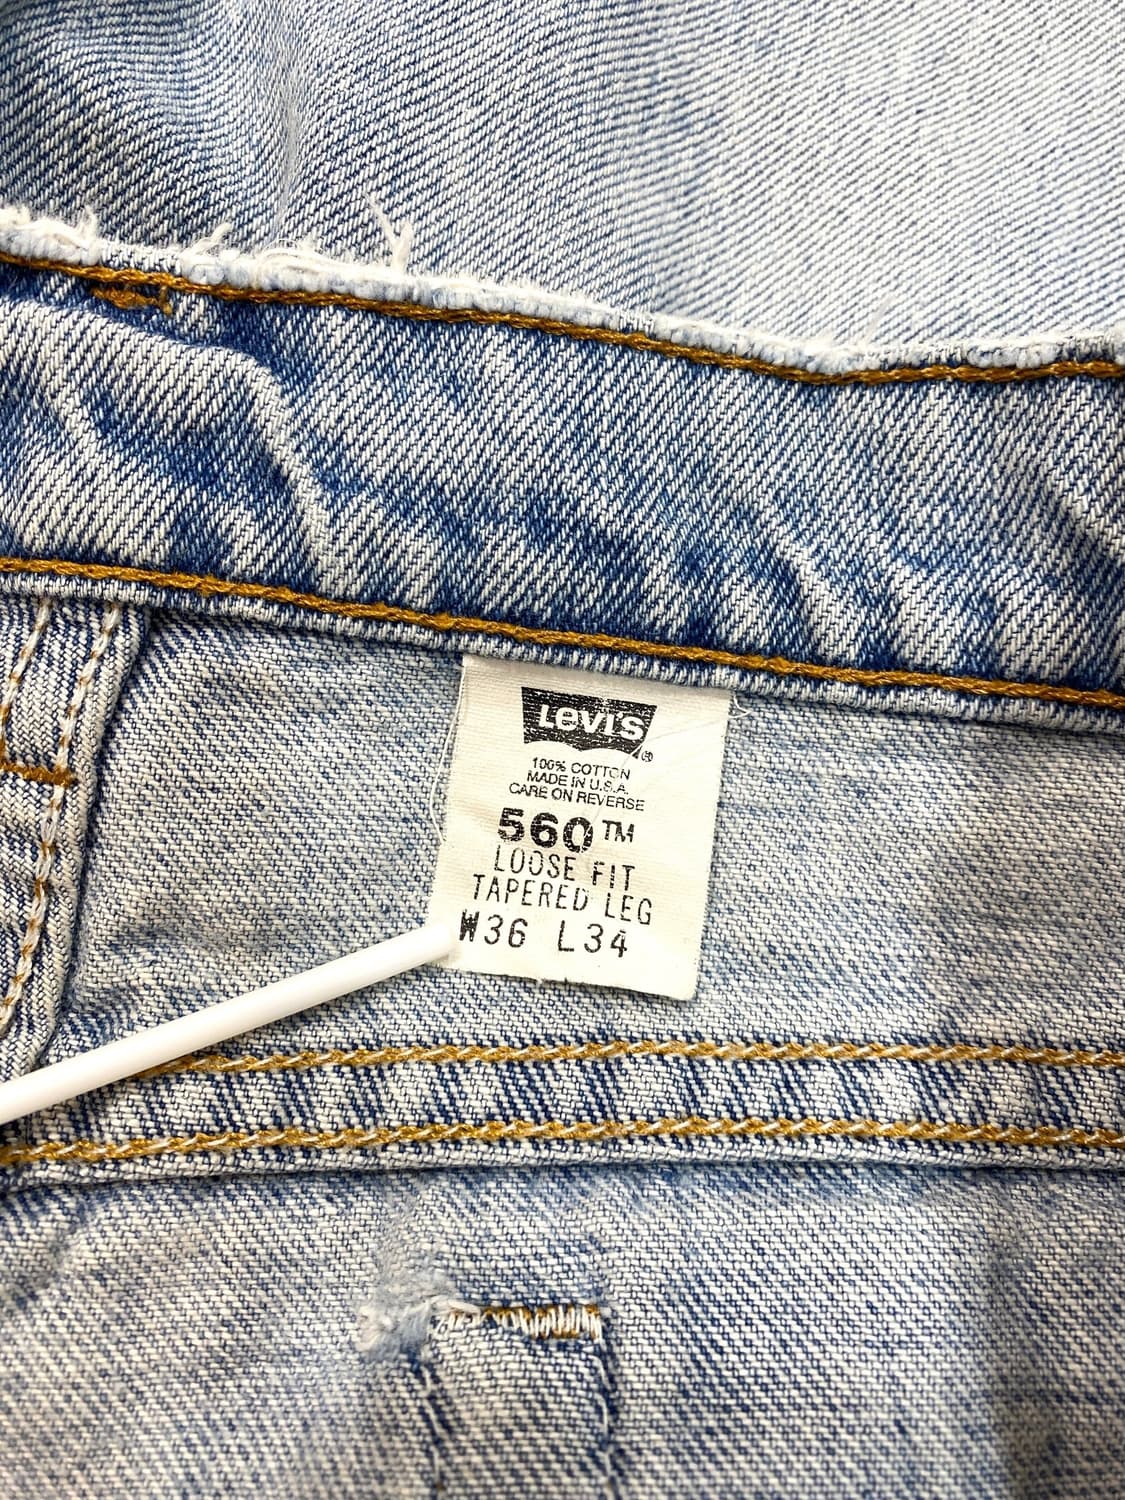 Levi's ®
100% COTTON
MADE IN U.S.A.
CARE ON REVERSE
560™
LOOSE FIT
TAPERED LEG
W36 L34